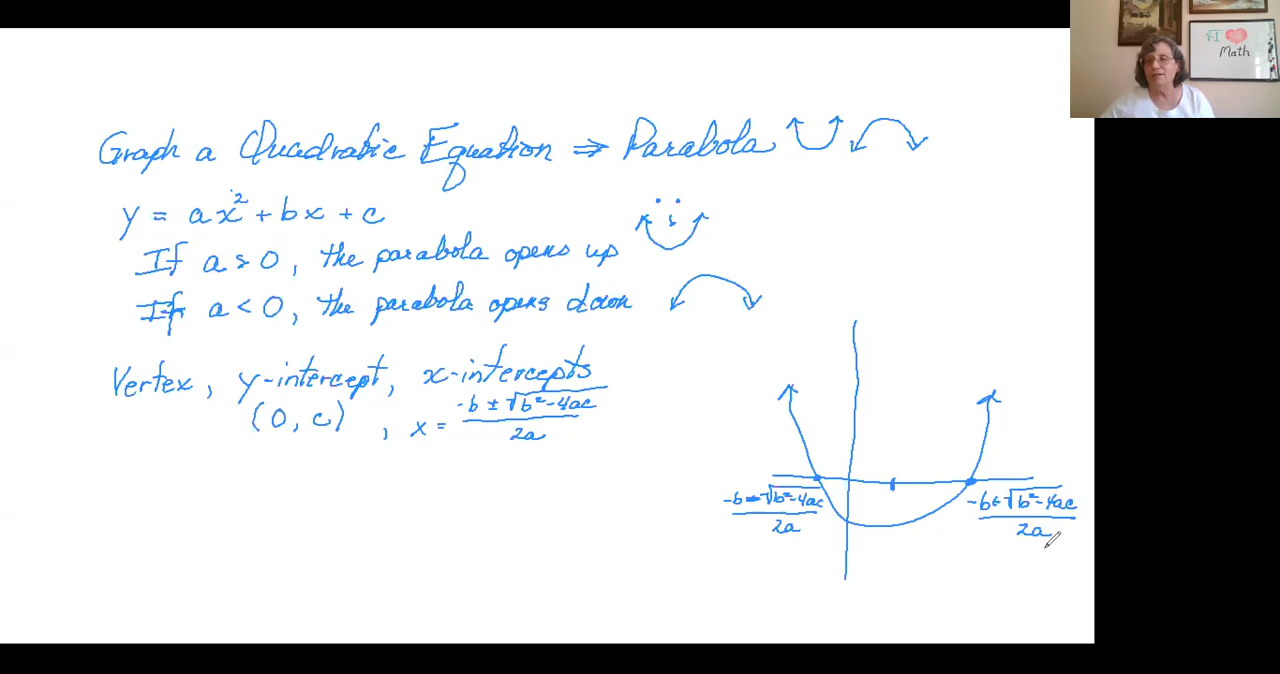 √-1 ♥
Math
Graph a Quadratic Equation ⇒ Parabola
y = ax² + bx + c
If a > 0, the parabola opens up
If a < 0, the parabola opens down
Vertex, y-intercept, x-intercepts
(0, c) , x = (-b ± √(b² - 4ac)) / 2a
(-b - √(b² - 4ac)) / 2a
(-b + √(b² - 4ac)) / 2a